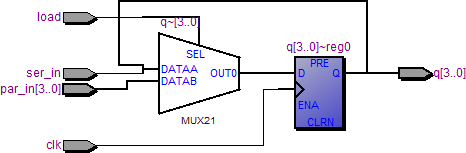 load
q~[3..0]
q[3..0]~reg0
SEL
PRE
ser_in
DATAA
OUT0
D
Q
q[3..0]
par_in[3..0]
DATAB
ENA
MUX21
CLRN
clk